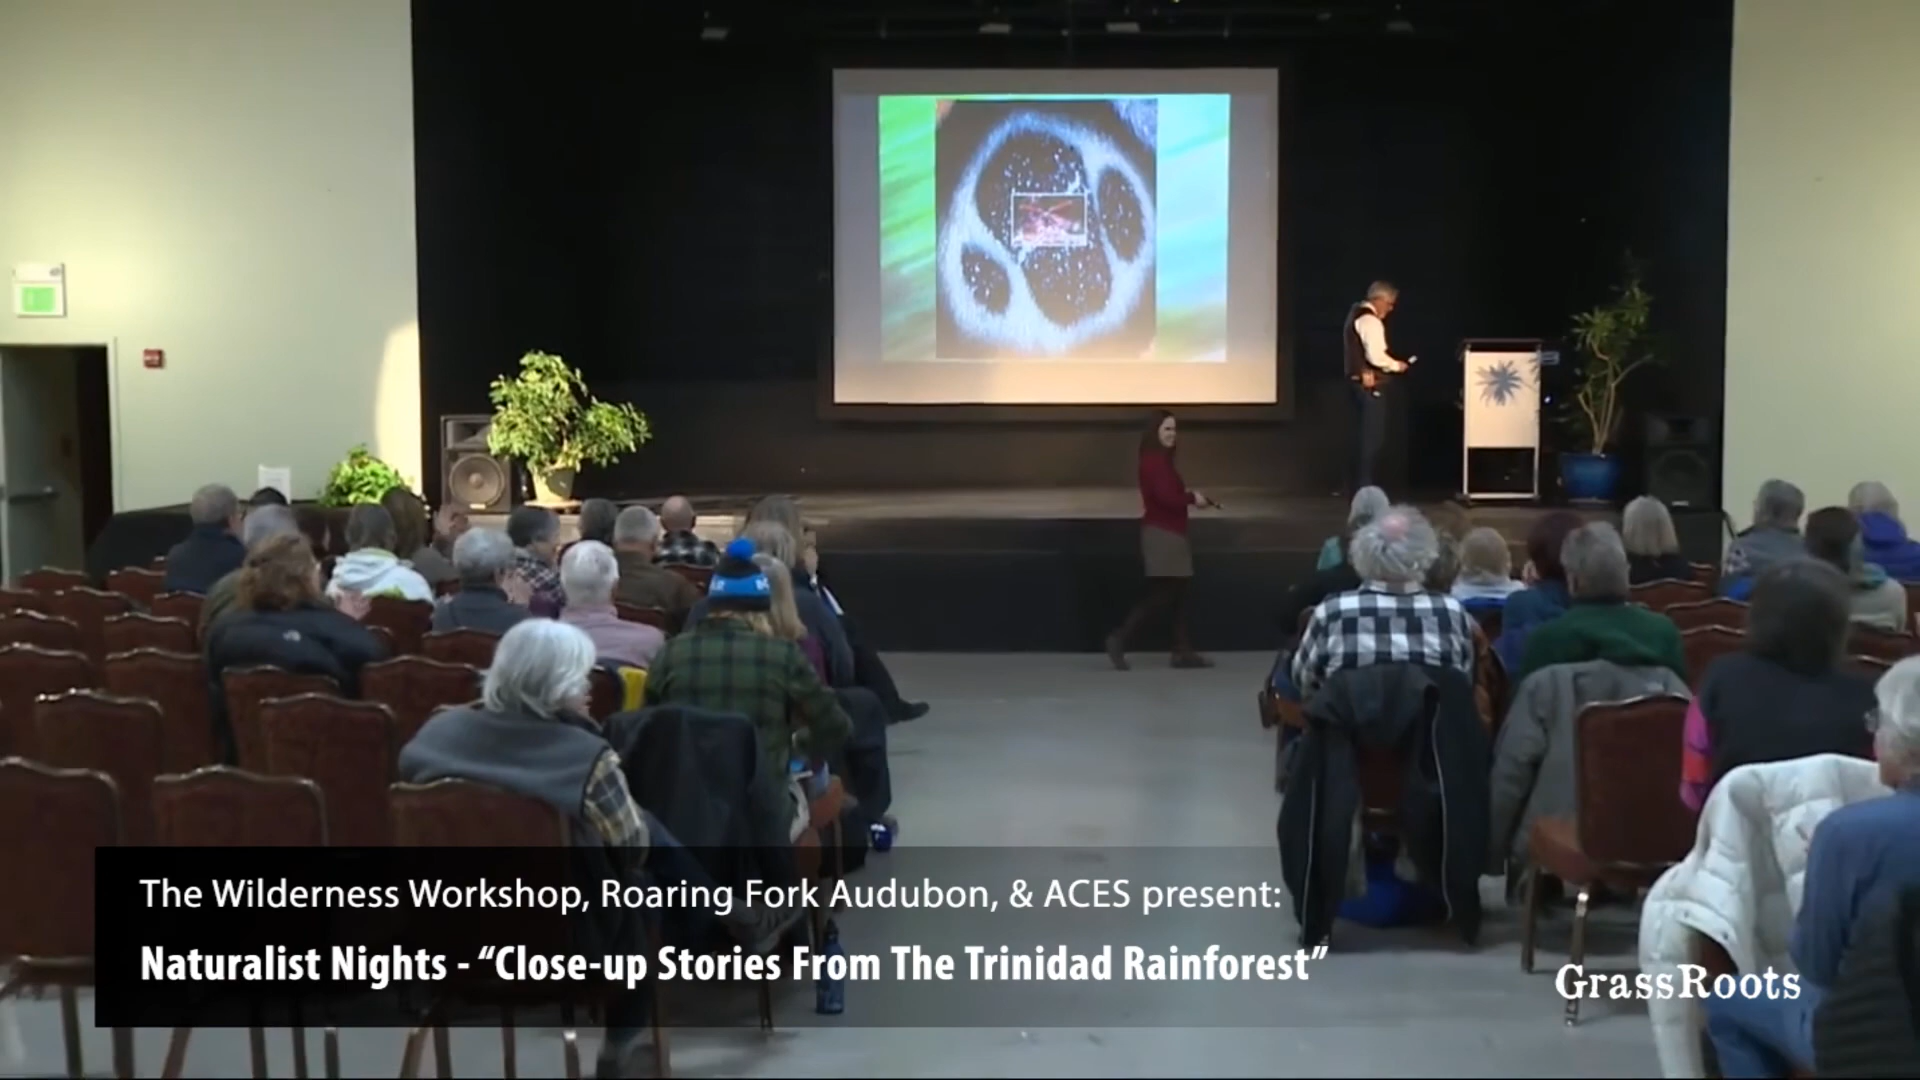 The Wilderness Workshop, Roaring Fork Audubon, & ACES present:
Naturalist Nights - “Close-up Stories From The Trinidad Rainforest”
GrassRoots